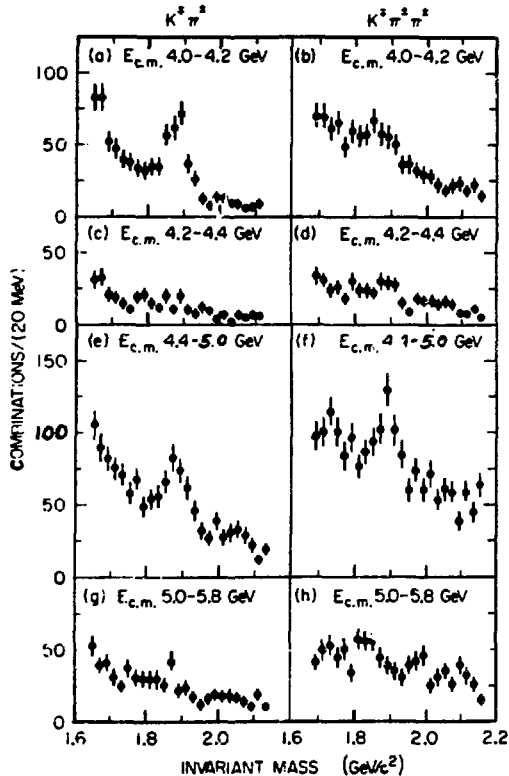 K∓ π±
K∓ π± π±
(a) Ec.m. 4.0-4.2 GeV
(b) Ec.m. 4.0-4.2 GeV
100
50
0
(c) Ec.m. 4.2-4.4 GeV
(d) Ec.m. 4.2-4.4 GeV
50
0
(e) Ec.m. 4.4-5.0 GeV
(f) Ec.m. 4.4-5.0 GeV
150
100
50
0
(g) Ec.m. 5.0-5.8 GeV
(h) Ec.m. 5.0-5.8 GeV
50
0
COMBINATIONS/(20 MeV)
1.6 1.8 2.0 1.6 1.8 2.0 2.2
INVARIANT MASS (GeV/c²)